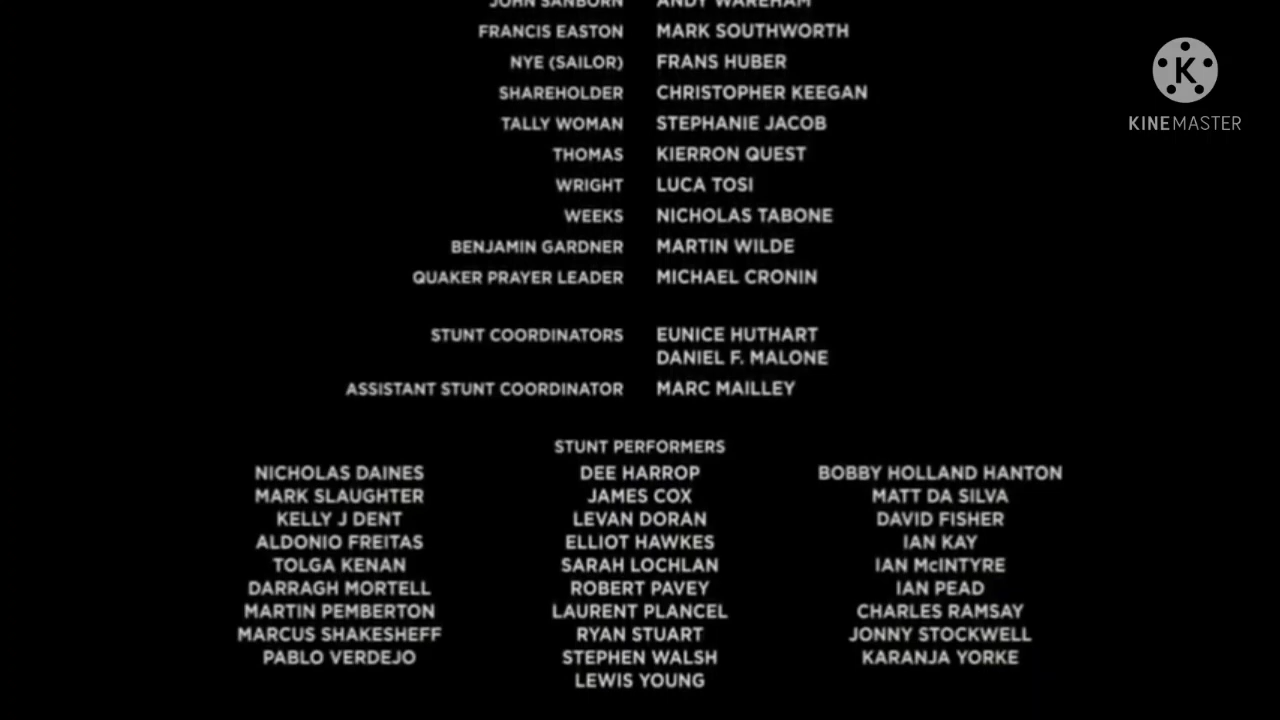 JOHN SANBORN ANDY WAREHAM
FRANCIS EASTON MARK SOUTHWORTH
NYE (SAILOR) FRANS HUBER
SHAREHOLDER CHRISTOPHER KEEGAN
TALLY WOMAN STEPHANIE JACOB
THOMAS KIERRON QUEST
WRIGHT LUCA TOSI
WEEKS NICHOLAS TABONE
BENJAMIN GARDNER MARTIN WILDE
QUAKER PRAYER LEADER MICHAEL CRONIN
STUNT COORDINATORS EUNICE HUTHART
DANIEL F. MALONE
ASSISTANT STUNT COORDINATOR MARC MAILLEY
STUNT PERFORMERS
NICHOLAS DAINES DEE HARROP BOBBY HOLLAND HANTON
MARK SLAUGHTER JAMES COX MATT DA SILVA
KELLY J DENT LEVAN DORAN DAVID FISHER
ALDONIO FREITAS ELLIOT HAWKES IAN KAY
TOLGA KENAN SARAH LOCHLAN IAN McINTYRE
DARRAGH MORTELL ROBERT PAVEY IAN PEAD
MARTIN PEMBERTON LAURENT PLANCEL CHARLES RAMSAY
MARCUS SHAKESHEFF RYAN STUART JONNY STOCKWELL
PABLO VERDEJO STEPHEN WALSH KARANJA YORKE
LEWIS YOUNG
K
KINEMASTER